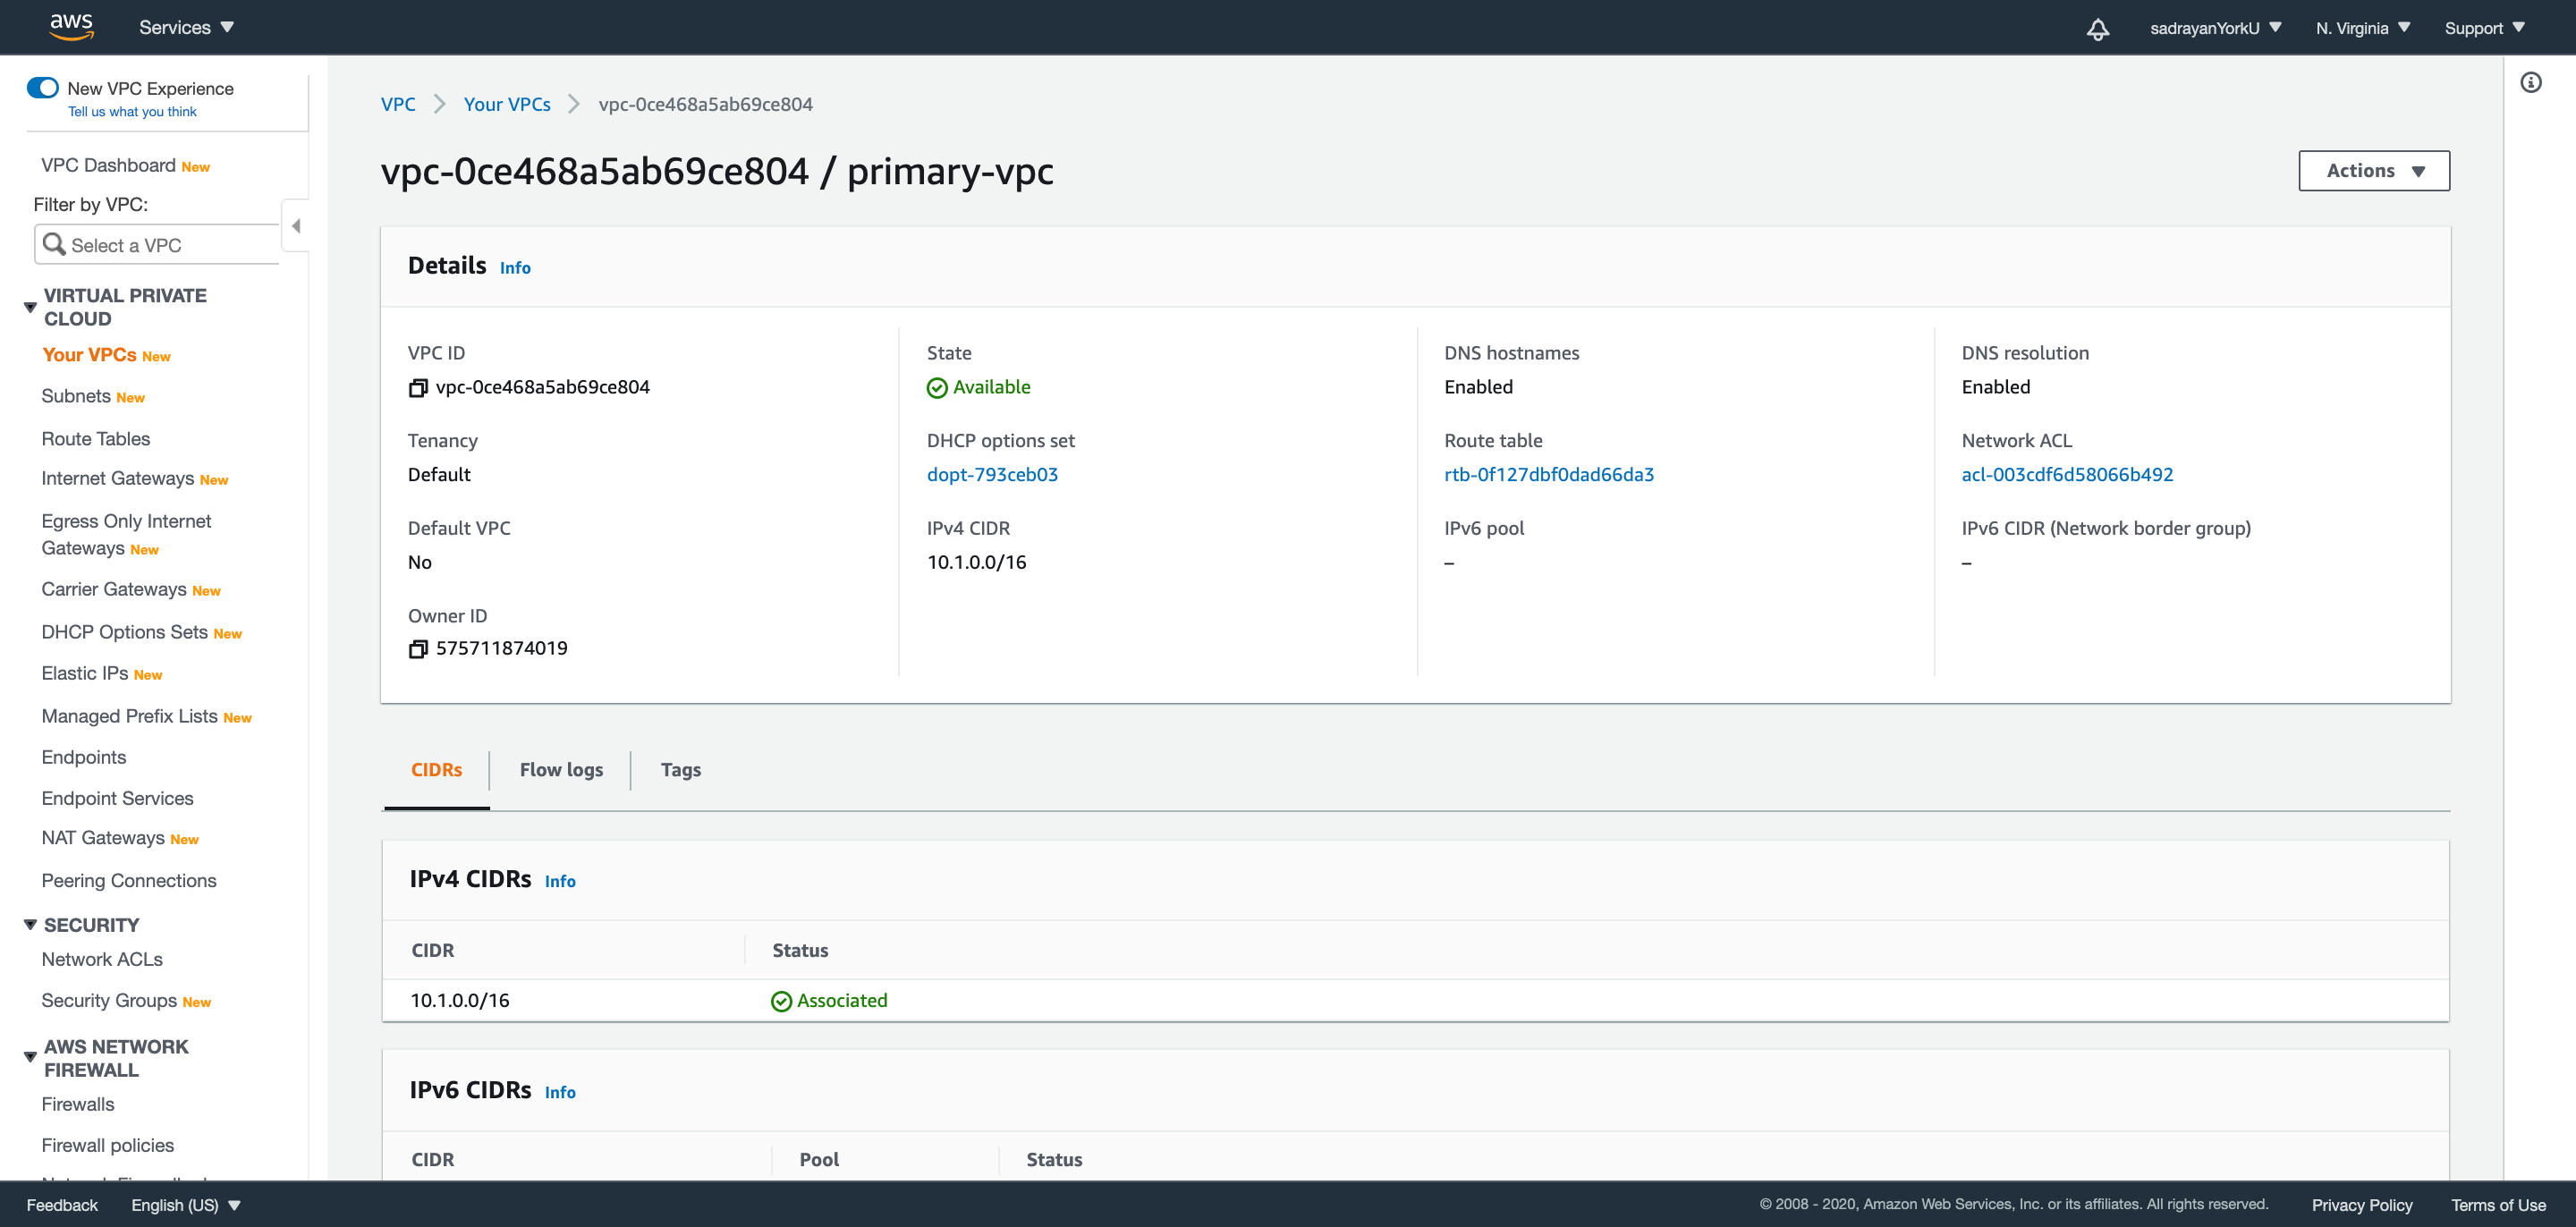 aws
Services
sadrayanYorkU
N. Virginia
Support
New VPC Experience
Tell us what you think
VPC Dashboard New
Filter by VPC:
Select a VPC
VIRTUAL PRIVATE
CLOUD
Your VPCs New
Subnets New
Route Tables
Internet Gateways New
Egress Only Internet
Gateways New
Carrier Gateways New
DHCP Options Sets New
Elastic IPs New
Managed Prefix Lists New
Endpoints
Endpoint Services
NAT Gateways New
Peering Connections
SECURITY
Network ACLs
Security Groups New
AWS NETWORK
FIREWALL
Firewalls
Firewall policies
VPC > Your VPCs > vpc-0ce468a5ab69ce804
vpc-0ce468a5ab69ce804 / primary-vpc
Actions
Details Info
VPC ID
vpc-0ce468a5ab69ce804
State
Available
DNS hostnames
Enabled
DNS resolution
Enabled
Tenancy
Default
DHCP options set
dopt-793ceb03
Route table
rtb-0f127dbf0dad66da3
Network ACL
acl-003cdf6d58066b492
Default VPC
No
IPv4 CIDR
10.1.0.0/16
IPv6 pool
–
IPv6 CIDR (Network border group)
–
Owner ID
575711874019
CIDRs
Flow logs
Tags
IPv4 CIDRs Info
CIDR Status
10.1.0.0/16 Associated
IPv6 CIDRs Info
CIDR Pool Status
Feedback
English (US)
© 2008 - 2020, Amazon Web Services, Inc. or its affiliates. All rights reserved.
Privacy Policy
Terms of Use